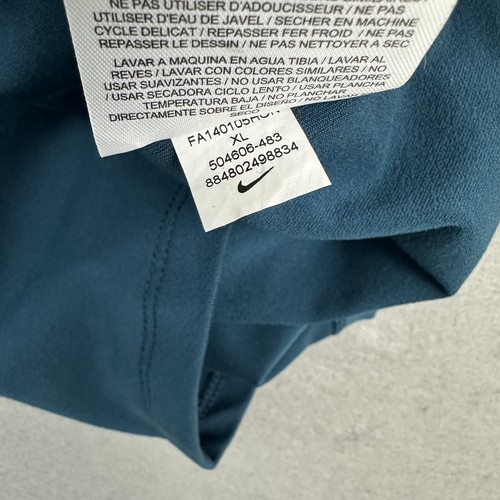 NE PAS UTILISER D'ADOUCISSEUR / NE PAS
UTILISER D'EAU DE JAVEL / SECHER EN MACHINE
CYCLE DELICAT / REPASSER FER FROID / NE PAS
REPASSER LE DESSIN / NE PAS NETTOYER A SEC
LAVAR A MAQUINA EN AGUA TIBIA / LAVAR AL
REVES / LAVAR CON COLORES SIMILARES / NO
USAR SUAVIZANTES / NO USAR BLANQUEADORES
/ USAR SECADORA CICLO LENTO / USAR PLANCHA
TEMPERATURA BAJA / NO PLANCHAR
DIRECTAMENTE SOBRE EL DISEÑO / NO LAVAR EN
SECO
XL
504606-483
884802498834